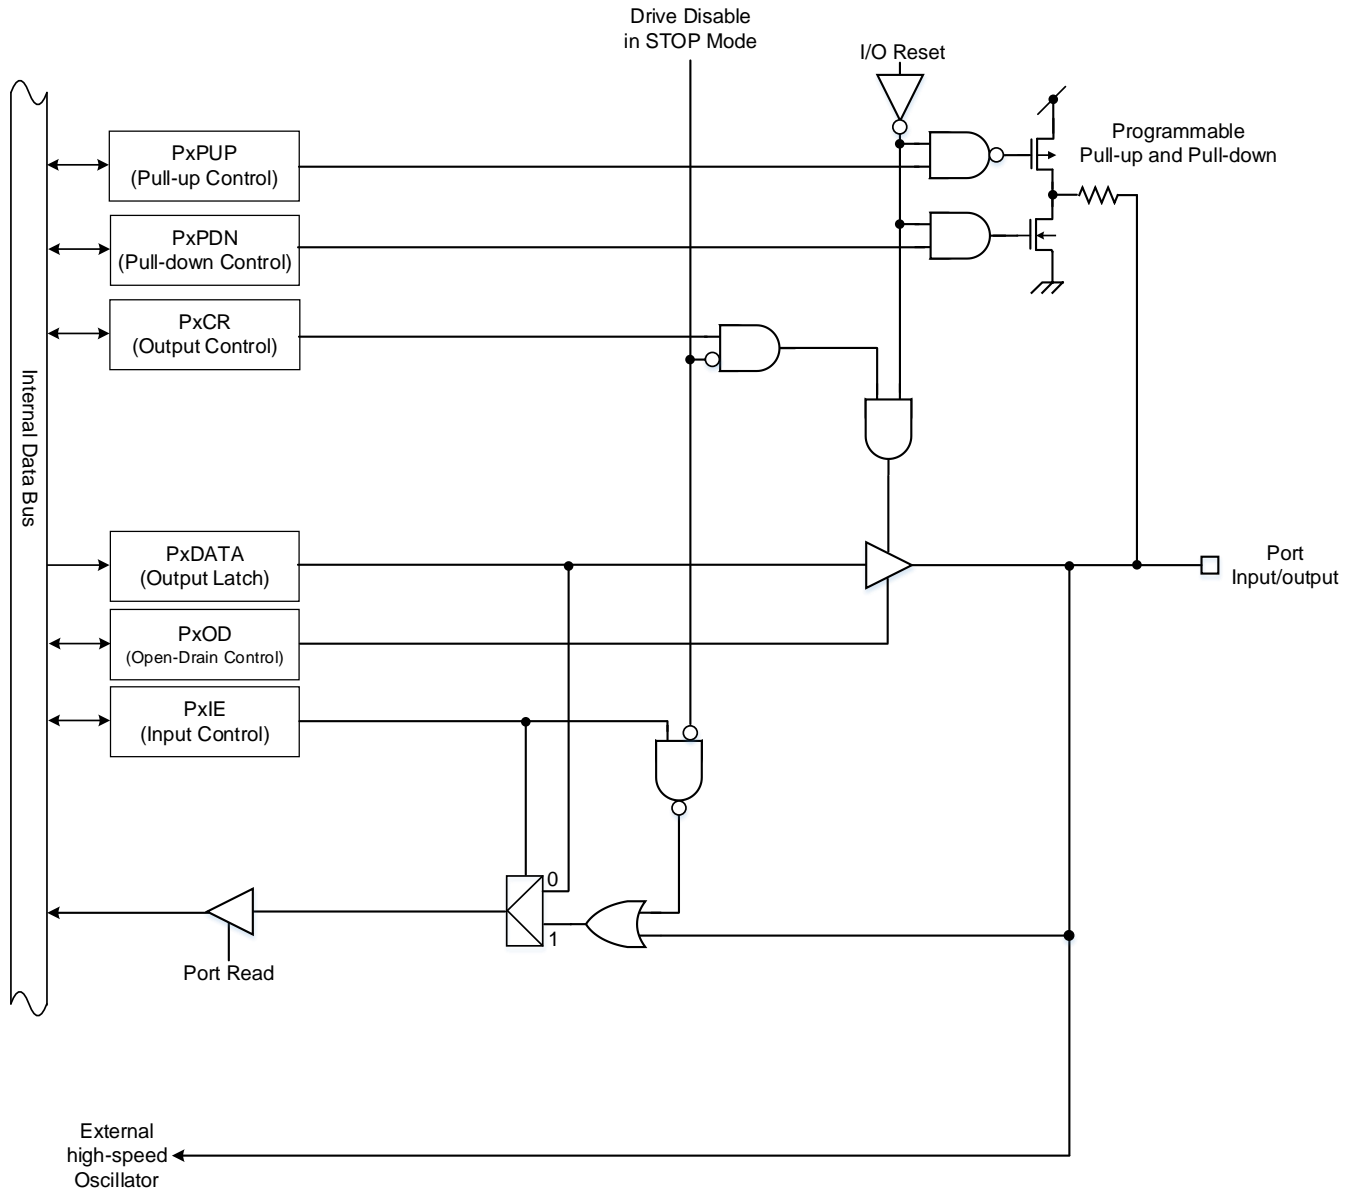 Drive Disable
in STOP Mode
I/O Reset
Programmable
Pull-up and Pull-down
PxPUP
(Pull-up Control)
PxPDN
(Pull-down Control)
PxCR
(Output Control)
Internal Data Bus
PxDATA
(Output Latch)
Port
Input/output
PxOD
(Open-Drain Control)
PxIE
(Input Control)
0
1
Port Read
External
high-speed
Oscillator